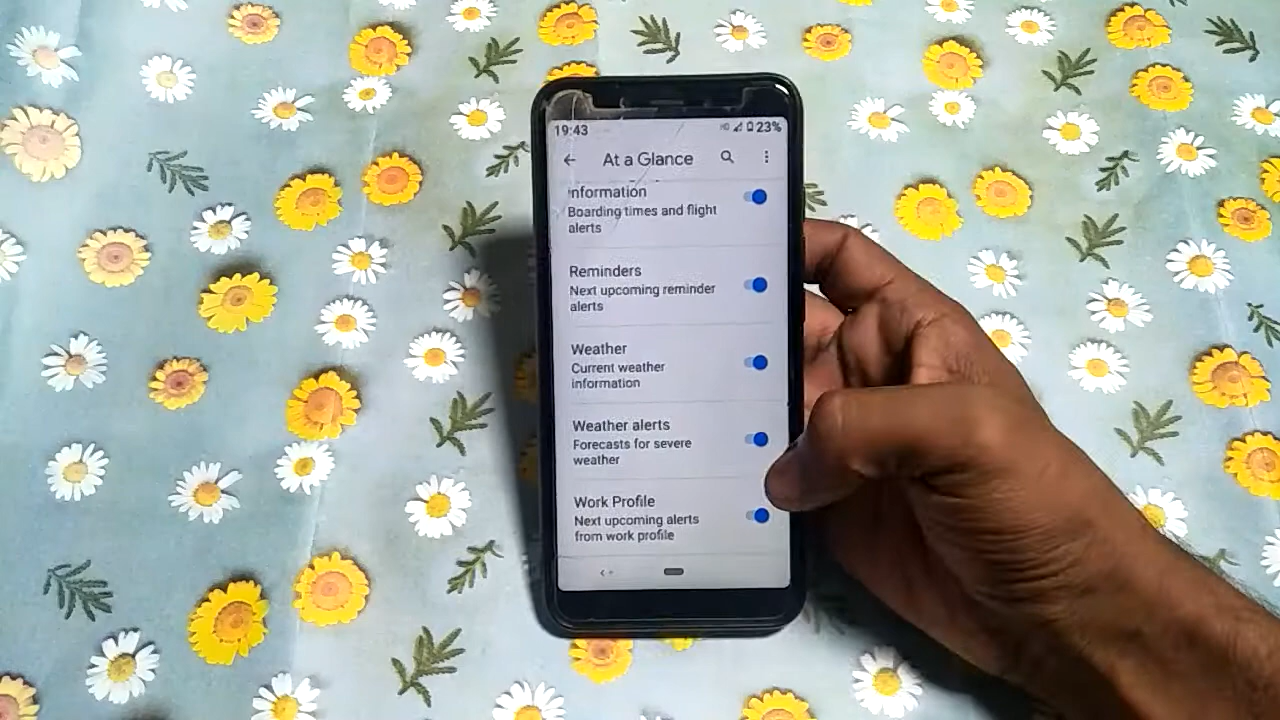 19:43 23%
At a Glance
information
Boarding times and flight
alerts
Reminders
Next upcoming reminder
alerts
Weather
Current weather
information
Weather alerts
Forecasts for severe
weather
Work Profile
Next upcoming alerts
from work profile